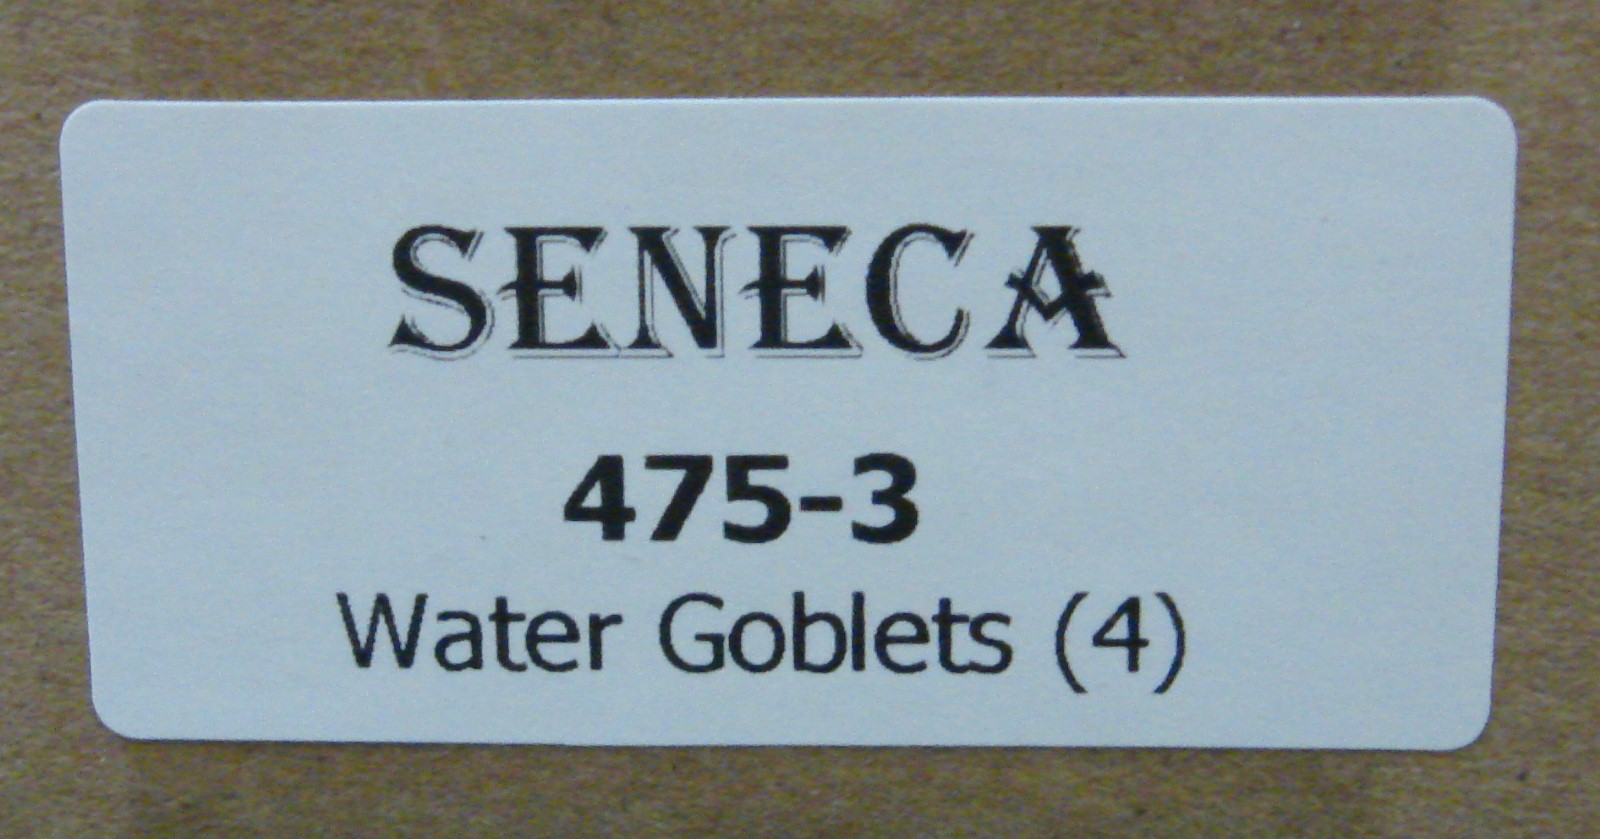 SENECA
475-3
Water Goblets (4)